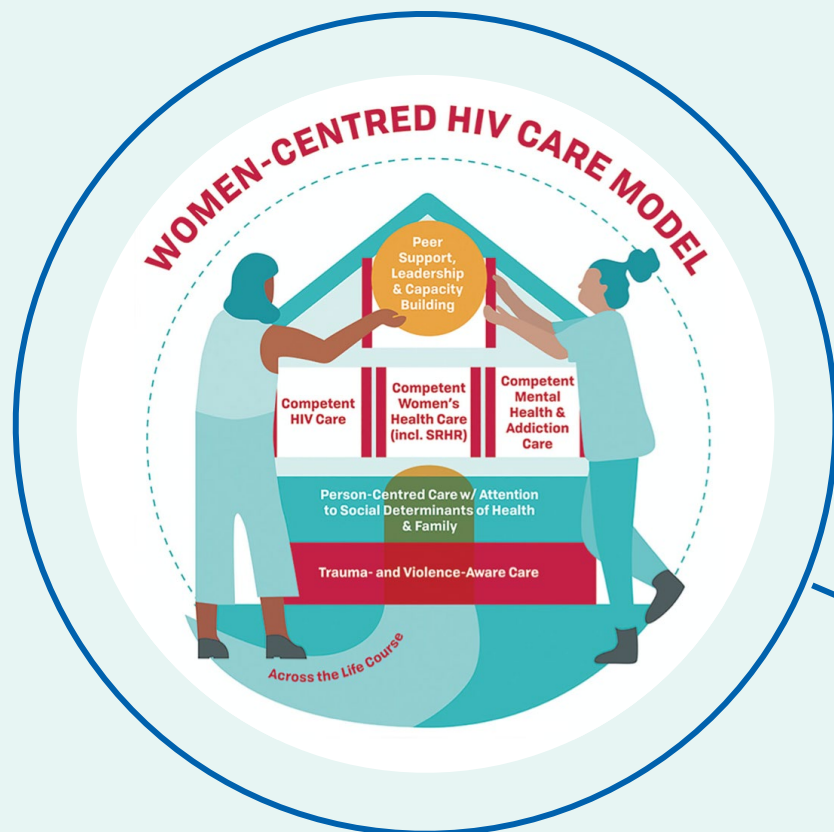 WOMEN-CENTRED HIV CARE MODEL
Peer
Support,
Leadership
& Capacity
Building
Competent
HIV Care
Competent
Women's
Health Care
(incl. SRHR)
Competent
Mental
Health &
Addiction
Care
Person-Centred Care w/ Attention
to Social Determinants of Health
& Family
Trauma- and Violence-Aware Care
Across the Life Course